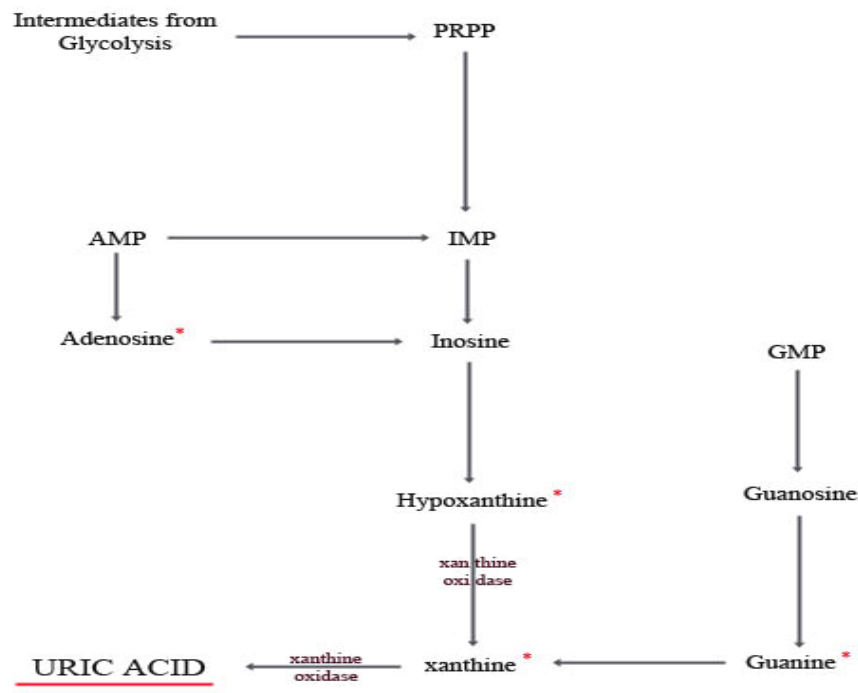 Intermediates from
Glycolysis
PRPP
AMP
IMP
Adenosine*
Inosine
GMP
Hypoxanthine *
Guanosine
xanthine
oxidase
URIC ACID
xanthine
oxidase
xanthine *
Guanine *